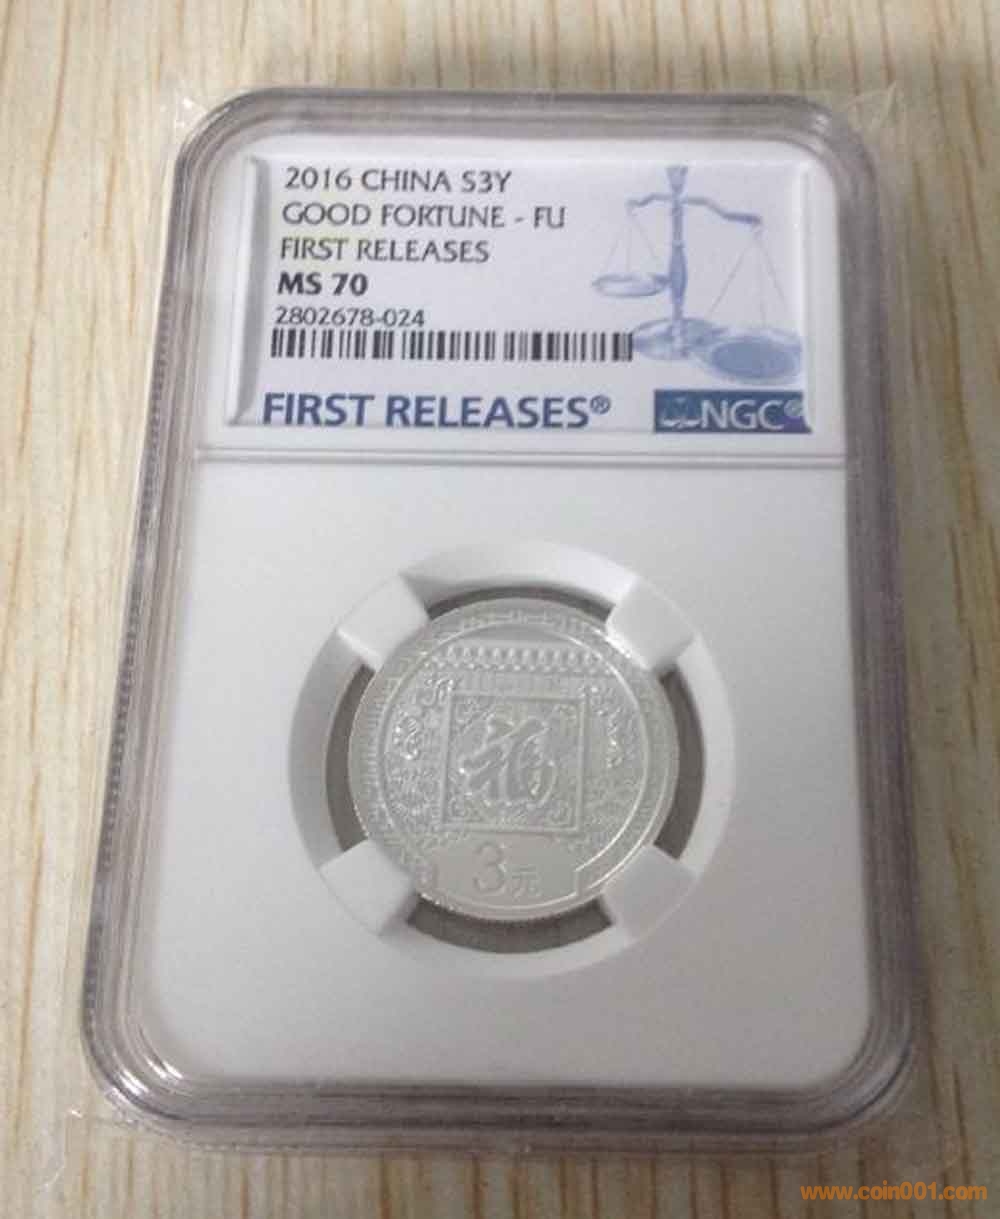 2016 CHINA S3Y
GOOD FORTUNE - FU
FIRST RELEASES
MS 70
2802678-024
FIRST RELEASES®
NGC®
福
3元
www.coin001.com